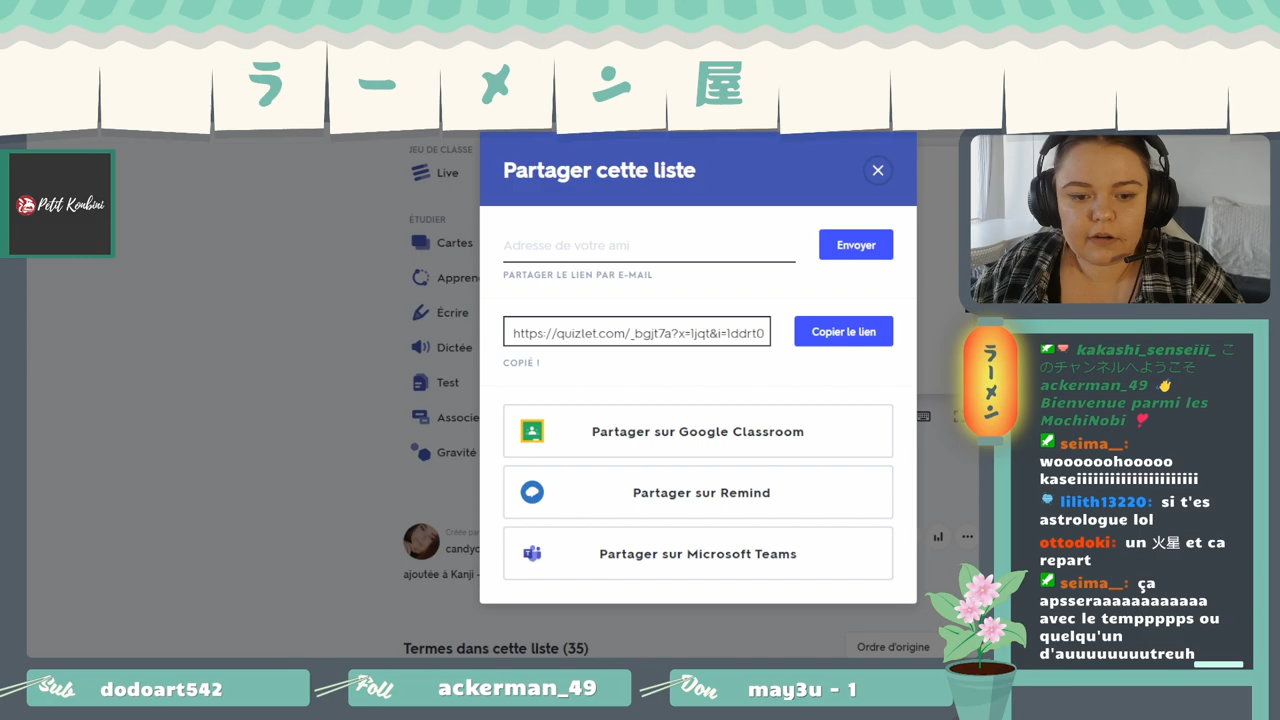 ラーメン屋
Petit Konbini
JEU DE CLASSE
Live
ÉTUDIER
Cartes
Appren
Écrire
Dictée
Test
Associe
Gravité
Créée par
candyc
ajoutée à Kanji -
Termes dans cette liste (35)
Ordre d'origine
Partager cette liste
Adresse de votre ami
Envoyer
PARTAGER LE LIEN PAR E-MAIL
https://quizlet.com/_bgjt7a?x=1jqt&i=1ddrt0
Copier le lien
COPIÉ !
Partager sur Google Classroom
Partager sur Remind
Partager sur Microsoft Teams
ラーメン
kakashi_senseiii_ こ
のチャンネルへようこそ
ackerman_49 👋
Bienvenue parmi les
MochiNobi ❣️
seima__:
woooooohooooo
kaseiiiiiiiiiiiiiiiiiiiii
lilith13220: si t'es
astrologue lol
ottodoki: un 火星 et ca
repart
seima__: ça
apsseraaaaaaaaaaa
avec le temppppps ou
quelqu'un
d'auuuuuuuutreuh
Sub dodoart542
Foll ackerman_49
Don may3u - 1